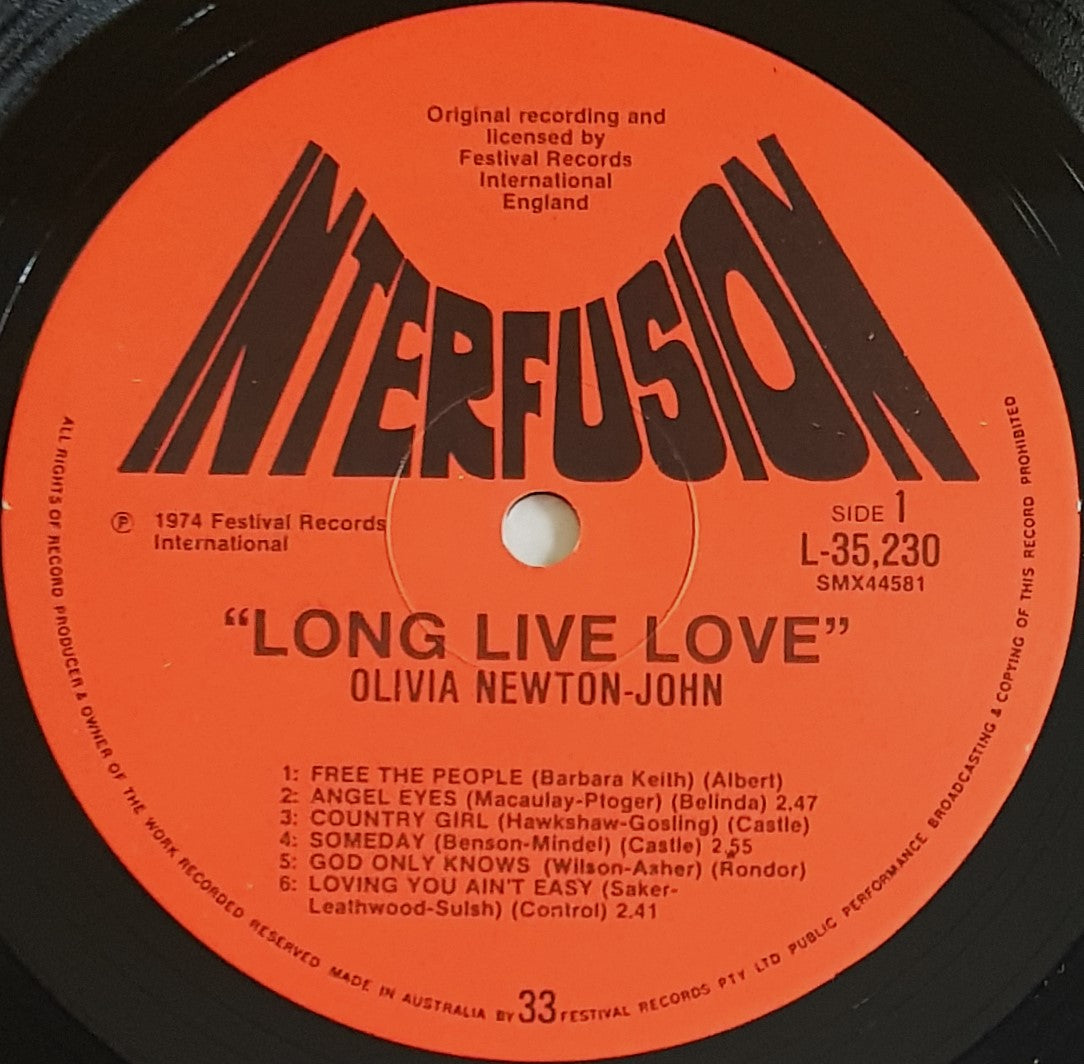 Original recording and
licensed by
Festival Records
International
England
INTERFUSION
℗ 1974 Festival Records
International
SIDE 1
L-35,230
SMX44581
"LONG LIVE LOVE"
OLIVIA NEWTON-JOHN
1: FREE THE PEOPLE (Barbara Keith) (Albert)
2: ANGEL EYES (Macaulay-Ploger) (Belinda) 2.47
3: COUNTRY GIRL (Hawkshaw-Gosling) (Castle)
4: SOMEDAY (Benson-Mindel) (Castle) 2.55
5: GOD ONLY KNOWS (Wilson-Asher) (Rondor)
6: LOVING YOU AIN'T EASY (Saker-
Leathwood-Sulsh) (Control) 2.41
33
ALL RIGHTS OF RECORD PRODUCER & OWNER OF THE WORK RECORDED RESERVED MADE IN AUSTRALIA BY FESTIVAL RECORDS PTY LTD PUBLIC PERFORMANCE BROADCASTING & COPYING OF THIS RECORD PROHIBITED